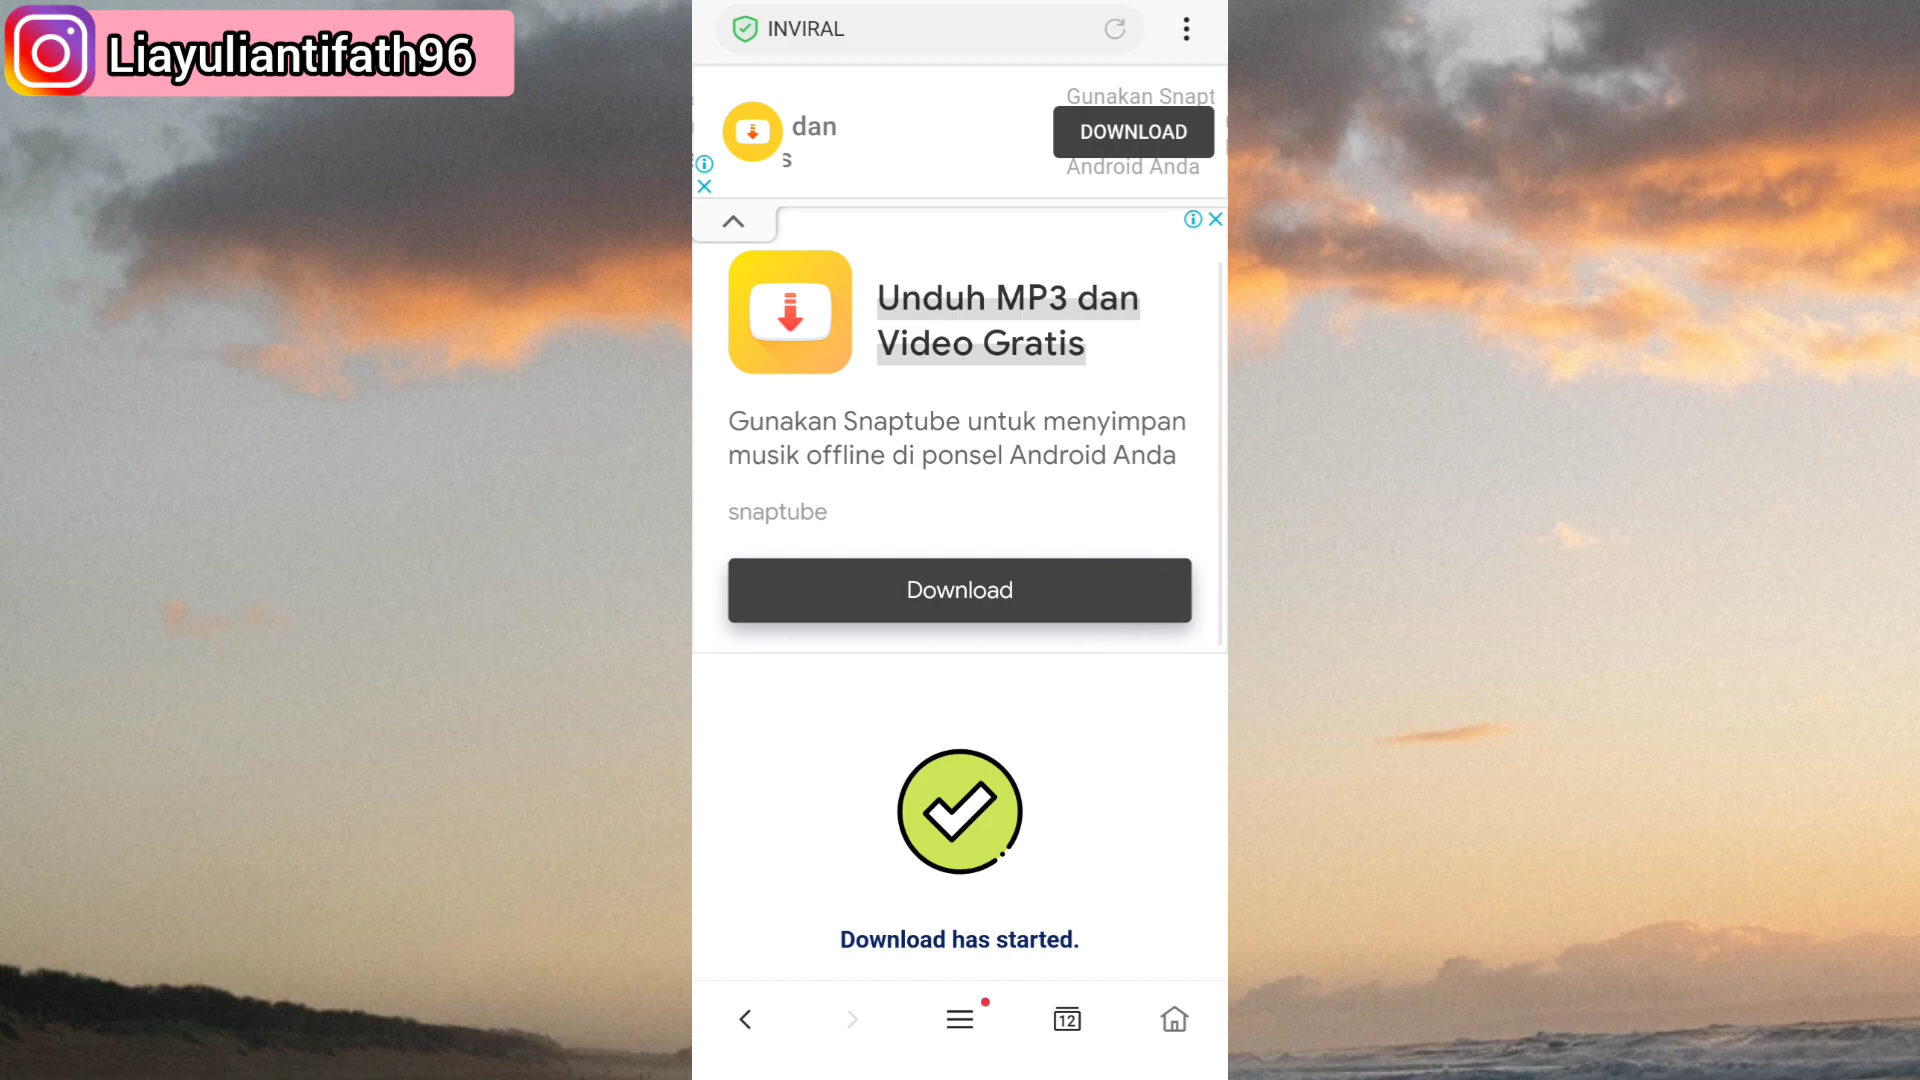 Liayuliantifath96
INVIRAL
dan
s
Gunakan Snapt
DOWNLOAD
Android Anda
Unduh MP3 dan
Video Gratis
Gunakan Snaptube untuk menyimpan
musik offline di ponsel Android Anda
snaptube
Download
Download has started.
12